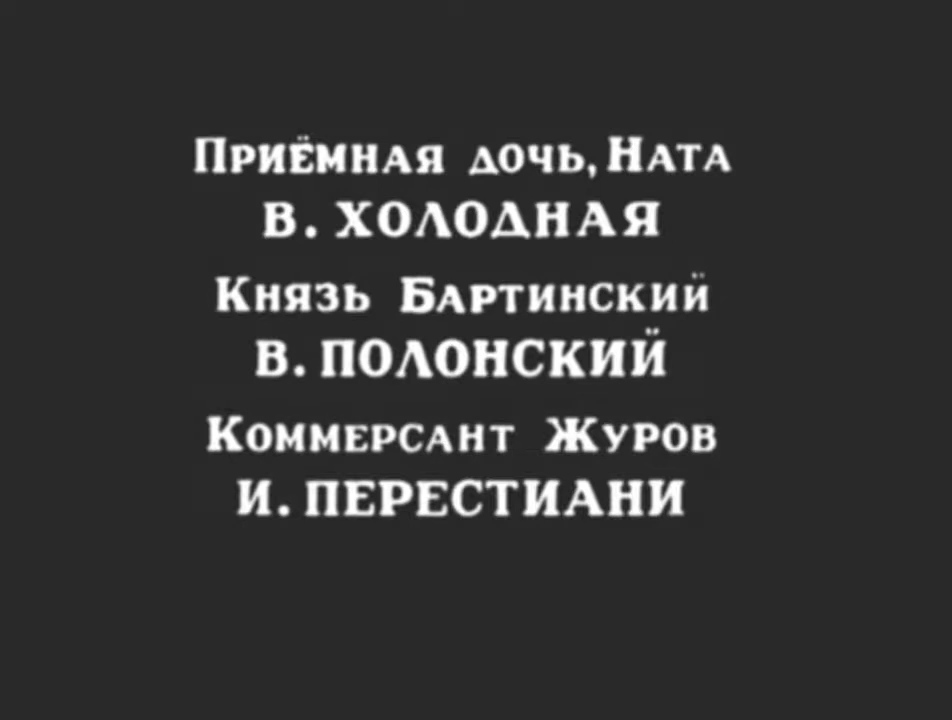 Приёмная дочь, Ната
В. ХОЛОДНАЯ
Князь Бартинский
В. ПОЛОНСКИЙ
Коммерсант Журов
И. ПЕРЕСТИАНИ